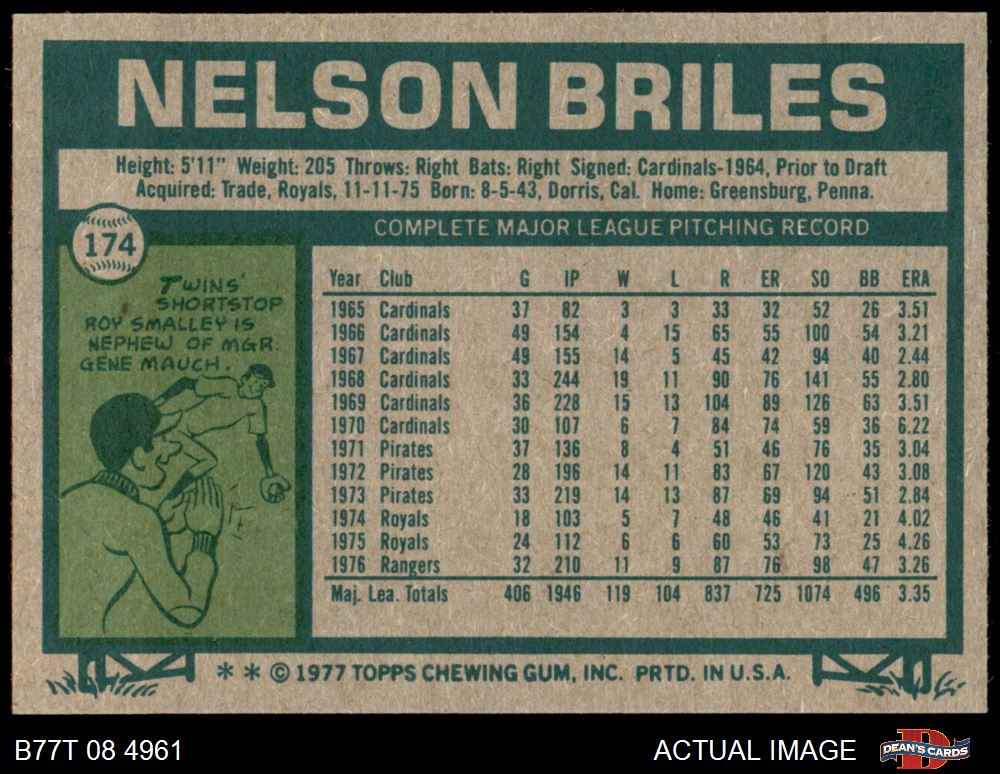 NELSON BRILES
Height: 5'11" Weight: 205 Throws: Right Bats: Right Signed: Cardinals-1964, Prior to Draft
Acquired: Trade, Royals, 11-11-75 Born: 8-5-43, Dorris, Cal. Home: Greensburg, Penna.
174
TWINS'
SHORTSTOP
ROY SMALLEY IS
NEPHEW OF MGR.
GENE MAUCH.
COMPLETE MAJOR LEAGUE PITCHING RECORD
Year Club G IP W L R ER SO BB ERA
1965 Cardinals 37 82 3 3 33 32 52 26 3.51
1966 Cardinals 49 154 4 15 65 55 100 54 3.21
1967 Cardinals 49 155 14 5 45 42 94 40 2.44
1968 Cardinals 33 244 19 11 90 76 141 55 2.80
1969 Cardinals 36 228 15 13 104 89 126 63 3.51
1970 Cardinals 30 107 6 7 84 74 59 36 6.22
1971 Pirates 37 136 8 4 51 46 76 35 3.04
1972 Pirates 28 196 14 11 83 67 120 43 3.08
1973 Pirates 33 219 14 13 87 69 94 51 2.84
1974 Royals 18 103 5 7 48 46 41 21 4.02
1975 Royals 24 112 6 6 60 53 73 25 4.26
1976 Rangers 32 210 11 9 87 76 98 47 3.26
Maj. Lea. Totals 406 1946 119 104 837 725 1074 496 3.35
* * © 1977 TOPPS CHEWING GUM, INC. PRTD. IN U.S.A.
B77T 08 4961
ACTUAL IMAGE
DEAN'S CARDS